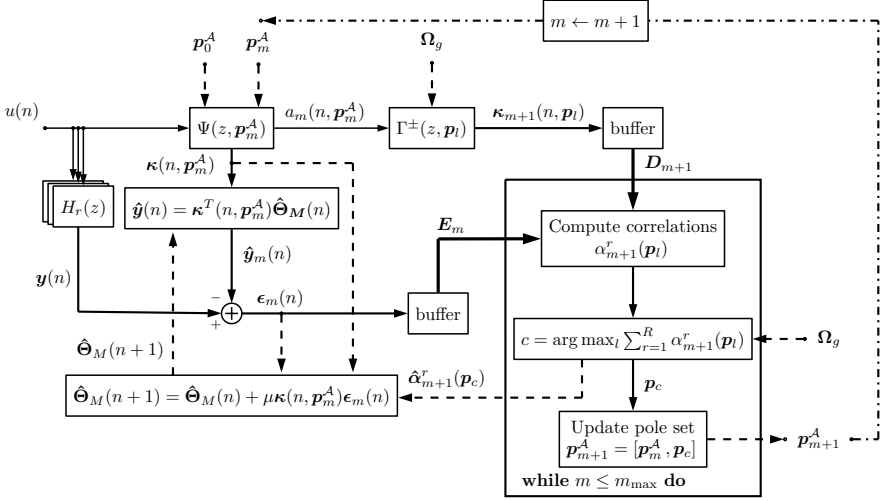 m ← m + 1
p_0^A
p_m^A
Ω_g
u(n)
Ψ(z, p_m^A)
a_m(n, p_m^A)
Γ^±(z, p_l)
κ_{m+1}(n, p_l)
buffer
κ(n, p_m^A)
D_{m+1}
H_r(z)
ŷ(n) = κ^T(n, p_m^A)Θ̂_M(n)
E_m
Compute correlations
α_{m+1}^r(p_l)
y(n)
ŷ_m(n)
−
+
+
ϵ_m(n)
buffer
Θ̂_M(n + 1)
c = arg max_l ∑_{r=1}^R α_{m+1}^r(p_l)
Ω_g
α̂_{m+1}^r(p_c)
p_c
Θ̂_M(n + 1) = Θ̂_M(n) + μκ(n, p_m^A)ϵ_m(n)
Update pole set
p_{m+1}^A = [p_m^A, p_c]
p_{m+1}^A
while m ≤ m_max do